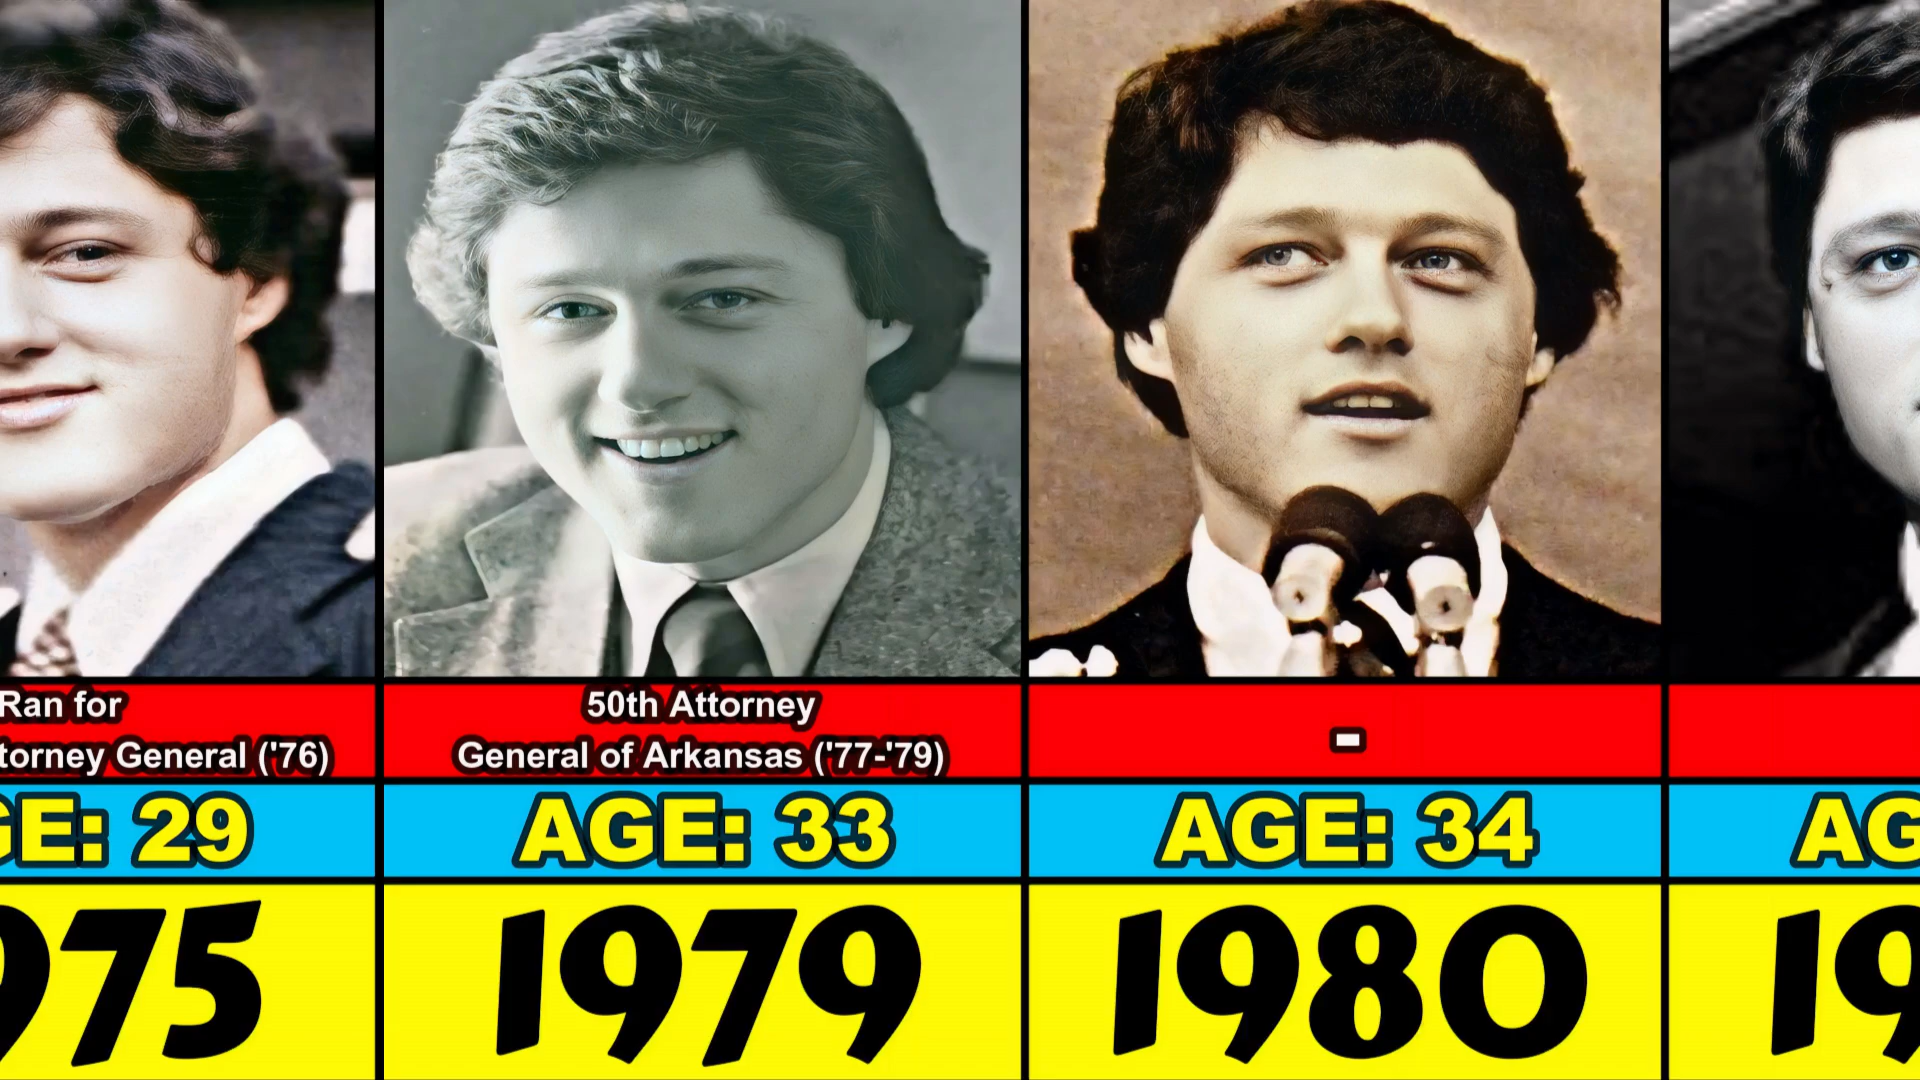 Ran for
torney General ('76)
GE: 29
975
50th Attorney
General of Arkansas ('77-'79)
AGE: 33
1979
-
AGE: 34
1980
AG
19